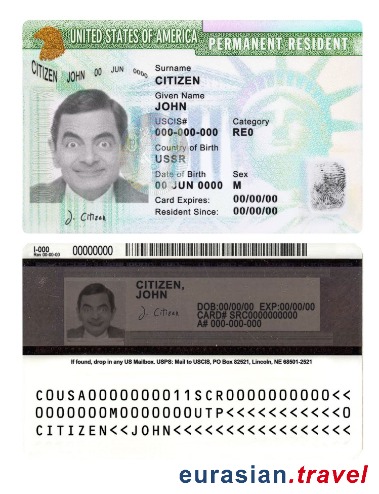 UNITED STATES OF AMERICA
PERMANENT RESIDENT
CITIZEN JOHN 00 JUN 0000
Surname
CITIZEN
Given Name
JOHN
USCIS# Category
000-000-000 RE0
Country of Birth
USSR
Date of Birth Sex
00 JUN 0000 M
Card Expires: 00/00/00
Resident Since: 00/00/00
J. Citizen
I-000 00000000
Rev 00-00-00
CITIZEN,
JOHN
J. Citizen
DOB:00/00/00 EXP:00/00/00
CARD# SRC0000000000
A# 000-000-000
If found, drop in any US Mailbox. USPS: Mail to USCIS, PO Box 82521, Lincoln, NE 68501-2521
COUSA0000000011SCR0000000000<<
0000000M0000000UTP<<<<<<<<<<<0
CITIZEN<<JOHN<<<<<<<<<<<<<<<<<
eurasian.travel